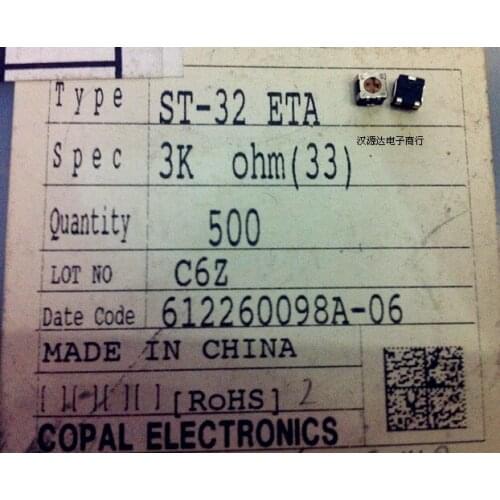 Type ST-32 ETA
汉源达电子商行
Spec 3K ohm(33)
Quantity 500
LOT NO C6Z
Date Code 612260098A-06
MADE IN CHINA
[RoHS] 2
COPAL ELECTRONICS